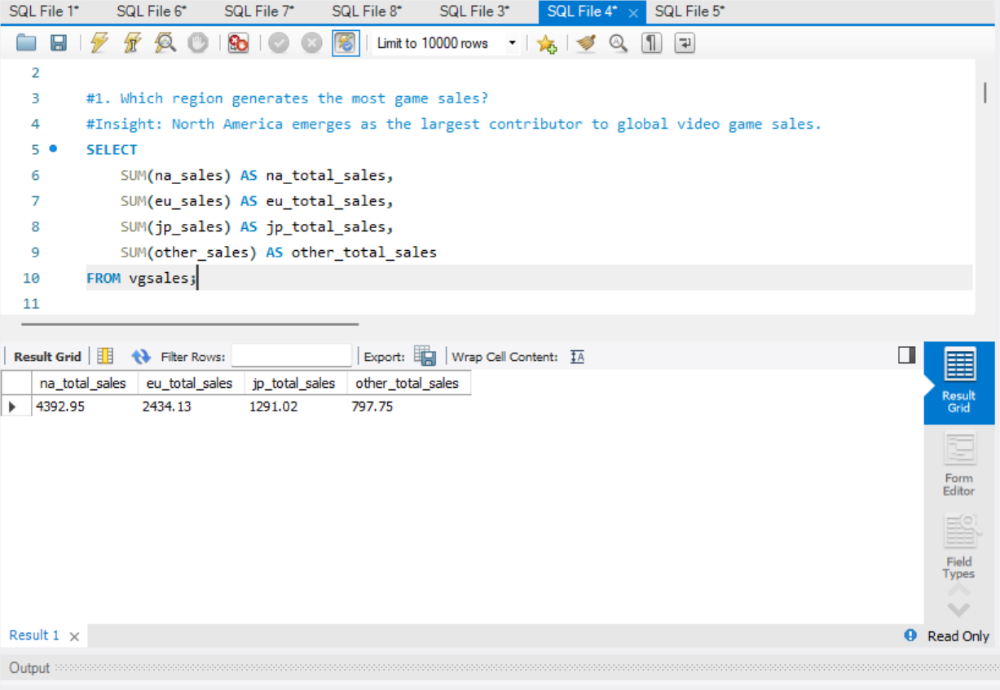 SQL File 1* SQL File 6* SQL File 7* SQL File 8* SQL File 3* SQL File 4* × SQL File 5*
Limit to 10000 rows
2
3 #1. Which region generates the most game sales?
4 #Insight: North America emerges as the largest contributor to global video game sales.
5 SELECT
6 SUM(na_sales) AS na_total_sales,
7 SUM(eu_sales) AS eu_total_sales,
8 SUM(jp_sales) AS jp_total_sales,
9 SUM(other_sales) AS other_total_sales
10 FROM vgsales;
11
Result Grid Filter Rows: Export: Wrap Cell Content: IA
na_total_sales eu_total_sales jp_total_sales other_total_sales
4392.95 2434.13 1291.02 797.75
Result
Grid
Form
Editor
Field
Types
Result 1 × Read Only
Output